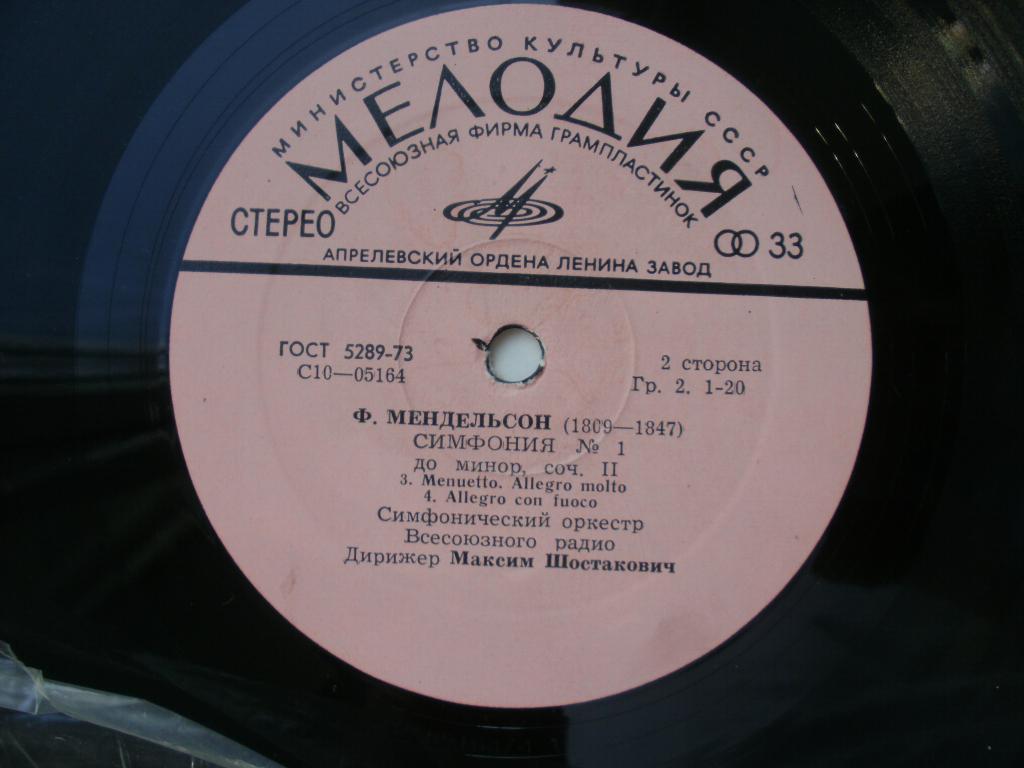 МИНИСТЕРСТВО КУЛЬТУРЫ СССР
МЕЛОДИЯ
ВСЕСОЮЗНАЯ ФИРМА ГРАМПЛАСТИНОК
СТЕРЕО
33
АПРЕЛЕВСКИЙ ОРДЕНА ЛЕНИНА ЗАВОД
ГОСТ 5289-73
2 сторона
С10—05164
Гр. 2. 1-20
Ф. МЕНДЕЛЬСОН (1809—1847)
СИМФОНИЯ № 1
до минор, соч. II
3. Menuetto. Allegro molto
4. Allegro con fuoco
Симфонический оркестр
Всесоюзного радио
Дирижер Максим Шостакович